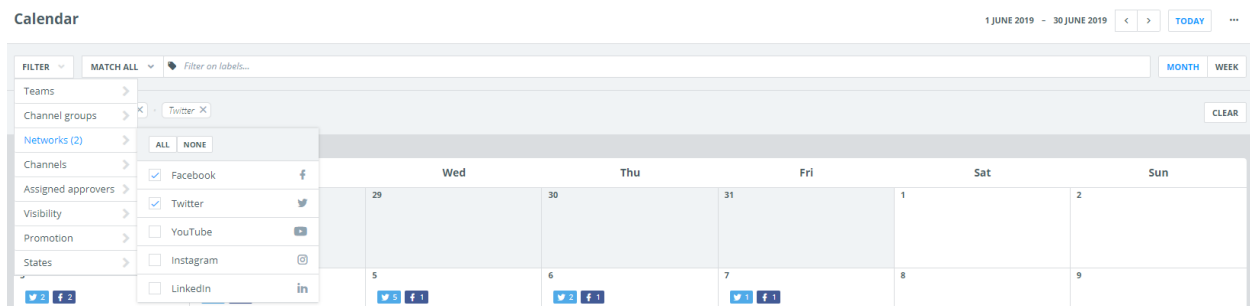 Calendar
1 JUNE 2019 – 30 JUNE 2019 < > TODAY ···
FILTER MATCH ALL Filter on labels... MONTH WEEK
Teams
Channel groups Twitter × CLEAR
Networks (2) ALL NONE
Channels
Facebook
Assigned approvers
Twitter
Visibility
YouTube
Promotion
Instagram
States
LinkedIn
Wed Thu Fri Sat Sun
29 30 31 1 2
5 6 7 8 9
2 2 5 1 2 1 1 1